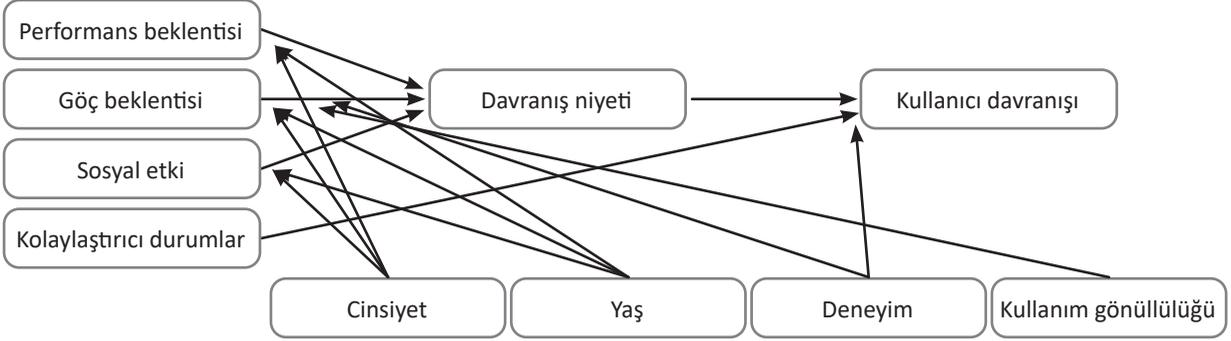 Performans beklentisi
Göç beklentisi
Davranış niyeti
Kullanıcı davranışı
Sosyal etki
Kolaylaştırıcı durumlar
Cinsiyet
Yaş
Deneyim
Kullanım gönüllülüğü